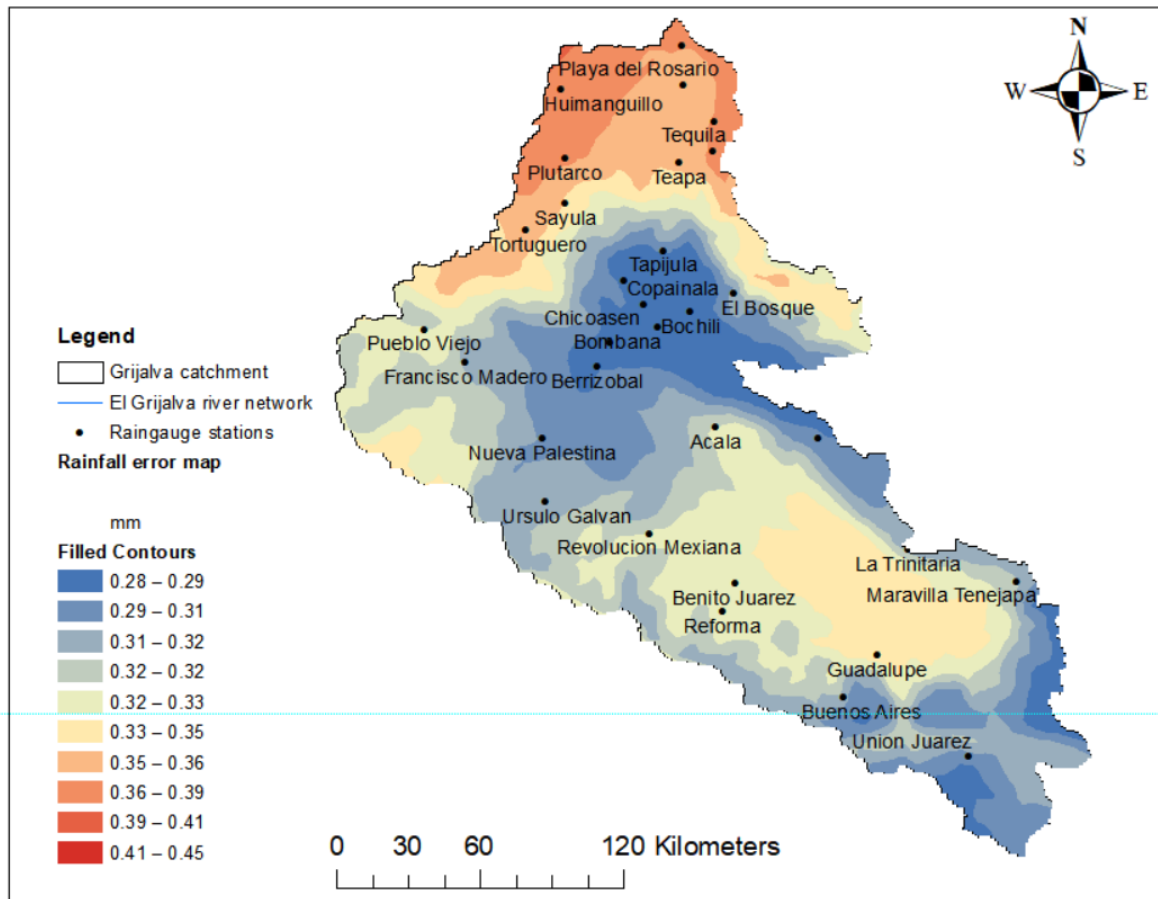 N
W
E
S
Playa del Rosario
Huimanguillo
Tequila
Plutarco
Teapa
Sayula
Tortuguero
Tapijula
Copainala
El Bosque
Chicoasen
Bochili
Pueblo Viejo
Bombana
Francisco Madero
Berrizobal
Acala
Nueva Palestina
Ursulo Galvan
Revolucion Mexiana
La Trinitaria
Benito Juarez
Maravilla Tenejapa
Reforma
Guadalupe
Buenos Aires
Union Juarez
Legend
Grijalva catchment
El Grijalva river network
Raingauge stations
Rainfall error map
mm
Filled Contours
0.28 – 0.29
0.29 – 0.31
0.31 – 0.32
0.32 – 0.32
0.32 – 0.33
0.33 – 0.35
0.35 – 0.36
0.36 – 0.39
0.39 – 0.41
0.41 – 0.45
0 30 60 120 Kilometers